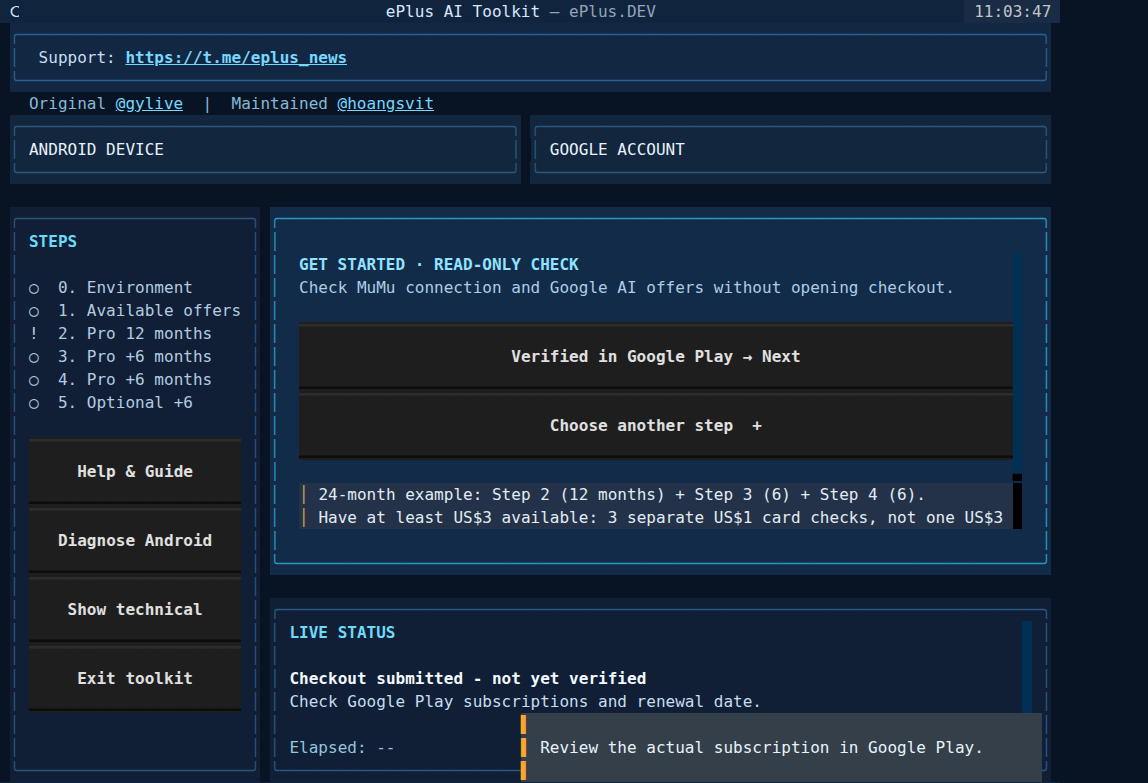 ePlus AI Toolkit — ePlus.DEV
11:03:47
Support: https://t.me/eplus_news
Original @gylive | Maintained @hoangsvit
ANDROID DEVICE
GOOGLE ACCOUNT
STEPS
○ 0. Environment
○ 1. Available offers
! 2. Pro 12 months
○ 3. Pro +6 months
○ 4. Pro +6 months
○ 5. Optional +6
Help & Guide
Diagnose Android
Show technical
Exit toolkit
GET STARTED · READ-ONLY CHECK
Check MuMu connection and Google AI offers without opening checkout.
Verified in Google Play → Next
Choose another step +
24-month example: Step 2 (12 months) + Step 3 (6) + Step 4 (6).
Have at least US$3 available: 3 separate US$1 card checks, not one US$3
LIVE STATUS
Checkout submitted - not yet verified
Check Google Play subscriptions and renewal date.
Elapsed: --
Review the actual subscription in Google Play.